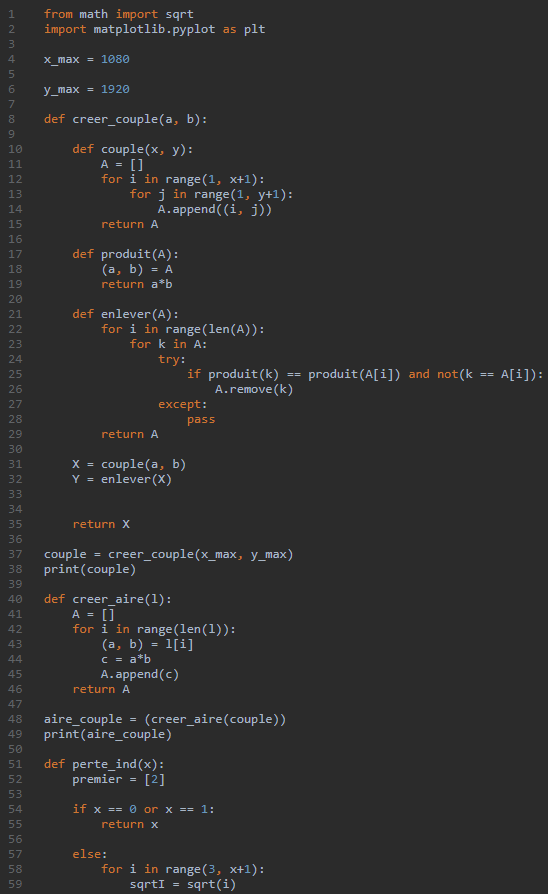 1 from math import sqrt
2 import matplotlib.pyplot as plt
3
4 x_max = 1080
5
6 y_max = 1920
7
8 def creer_couple(a, b):
9
10     def couple(x, y):
11         A = []
12         for i in range(1, x+1):
13             for j in range(1, y+1):
14                 A.append((i, j))
15         return A
16
17     def produit(A):
18         (a, b) = A
19         return a*b
20
21     def enlever(A):
22         for i in range(len(A)):
23             for k in A:
24                 try:
25                     if produit(k) == produit(A[i]) and not(k == A[i]):
26                         A.remove(k)
27                 except:
28                     pass
29         return A
30
31     X = couple(a, b)
32     Y = enlever(X)
33
34
35     return X
36
37 couple = creer_couple(x_max, y_max)
38 print(couple)
39
40 def creer_aire(l):
41     A = []
42     for i in range(len(l)):
43         (a, b) = l[i]
44         c = a*b
45         A.append(c)
46     return A
47
48 aire_couple = (creer_aire(couple))
49 print(aire_couple)
50
51 def perte_ind(x):
52     premier = [2]
53
54     if x == 0 or x == 1:
55         return x
56
57     else:
58         for i in range(3, x+1):
59             sqrtI = sqrt(i)